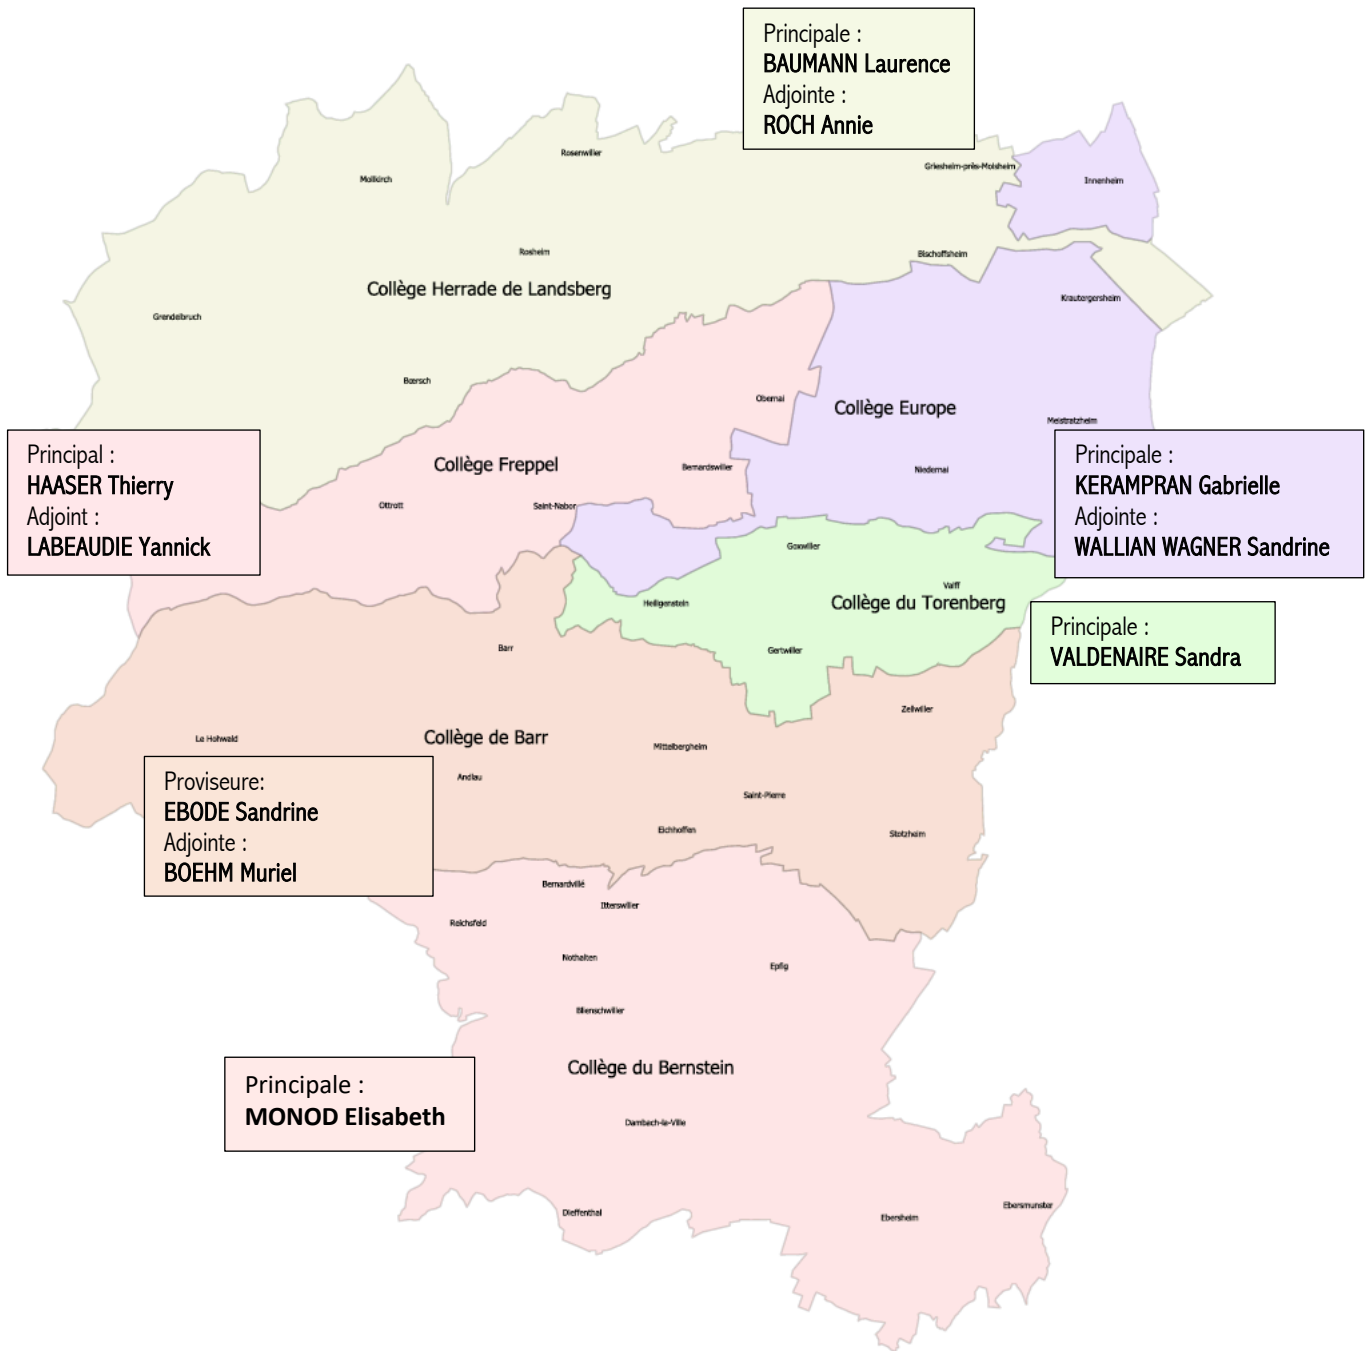 Principale :
BAUMANN Laurence
Adjointe :
ROCH Annie
Rosenwiller
Griesheim-près-Molsheim
Mollkirch
Innenheim
Rosheim
Bischoffsheim
Collège Herrade de Landsberg
Krautergersheim
Grendelbruch
Bœrsch
Obernai
Collège Europe
Meistratzheim
Principal :
HAASER Thierry
Adjoint :
LABEAUDIE Yannick
Collège Freppel
Bernardswiller
Niedernai
Ottrott
Saint-Nabor
Principale :
KERAMPRAN Gabrielle
Adjointe :
WALLIAN WAGNER Sandrine
Goxwiller
Valff
Heiligenstein
Collège du Torenberg
Principale :
VALDENAIRE Sandra
Barr
Gertwiller
Zellwiller
Le Hohwald
Collège de Barr
Mittelbergheim
Andlau
Saint-Pierre
Proviseure:
EBODE Sandrine
Adjointe :
BOEHM Muriel
Eichhoffen
Stotzheim
Bernardvillé
Itterswiller
Reichsfeld
Nothalten
Epfig
Blienschwiller
Collège du Bernstein
Principale :
MONOD Elisabeth
Dambach-la-Ville
Dieffenthal
Ebersheim
Ebersmunster